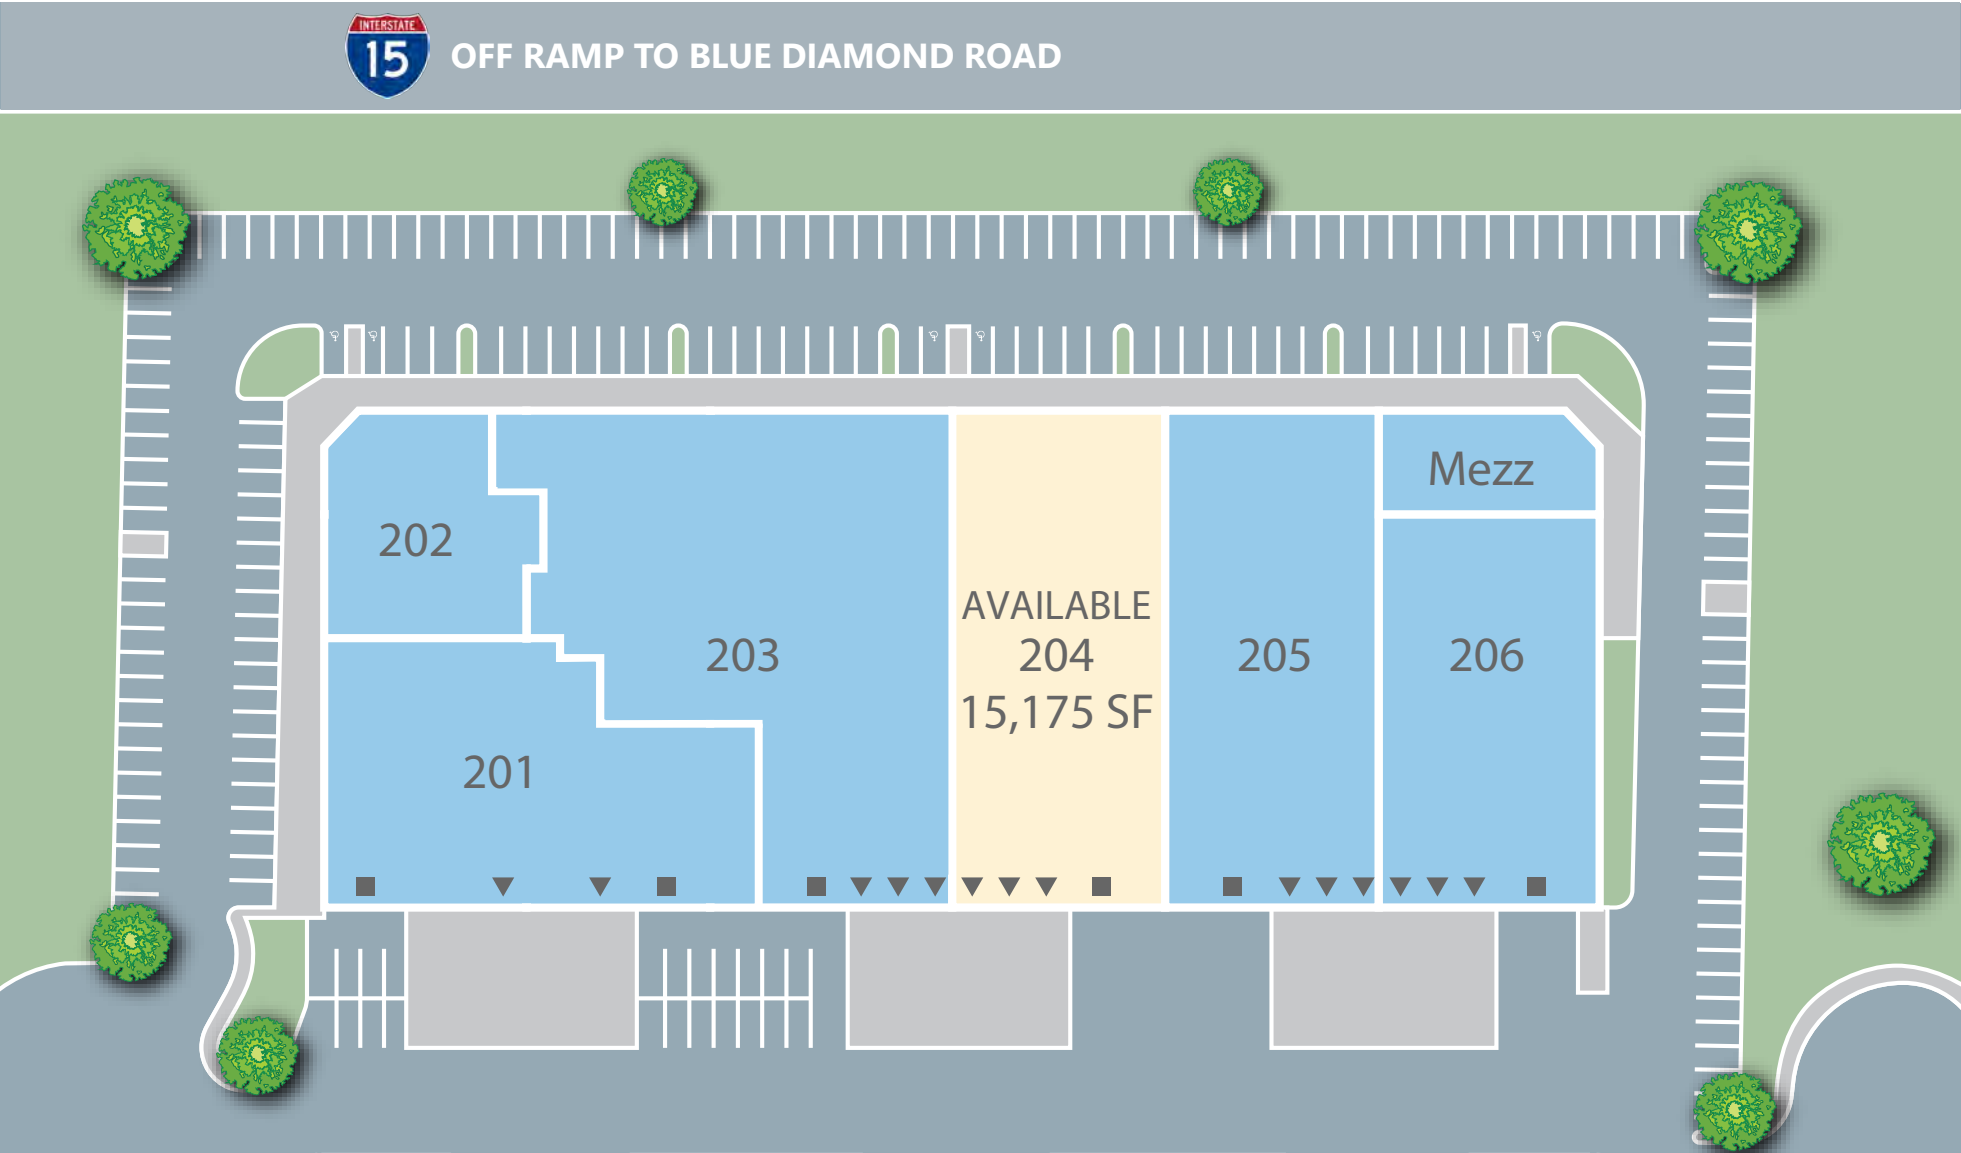 INTERSTATE
15
OFF RAMP TO BLUE DIAMOND ROAD
Mezz
202
AVAILABLE
203
204
205
206
15,175 SF
201